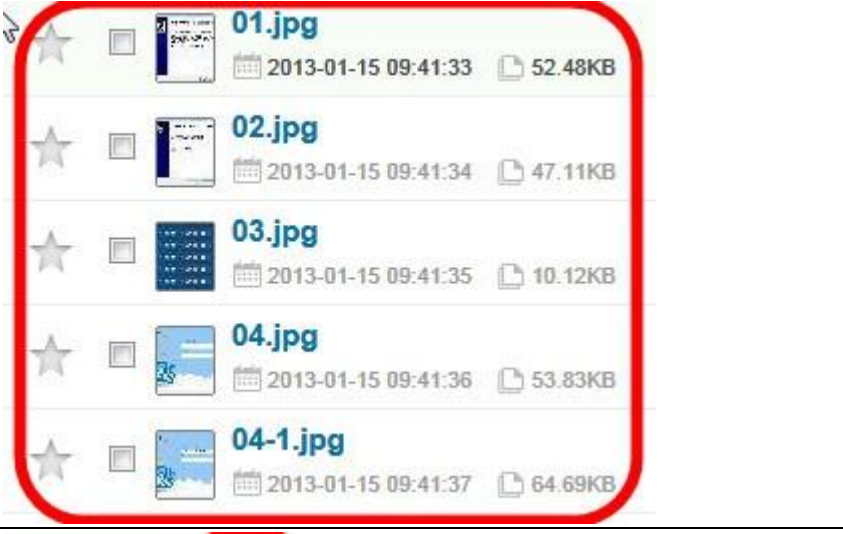 01.jpg
2013-01-15 09:41:33 52.48KB
02.jpg
2013-01-15 09:41:34 47.11KB
03.jpg
2013-01-15 09:41:35 10.12KB
04.jpg
2013-01-15 09:41:36 53.83KB
04-1.jpg
2013-01-15 09:41:37 64.69KB